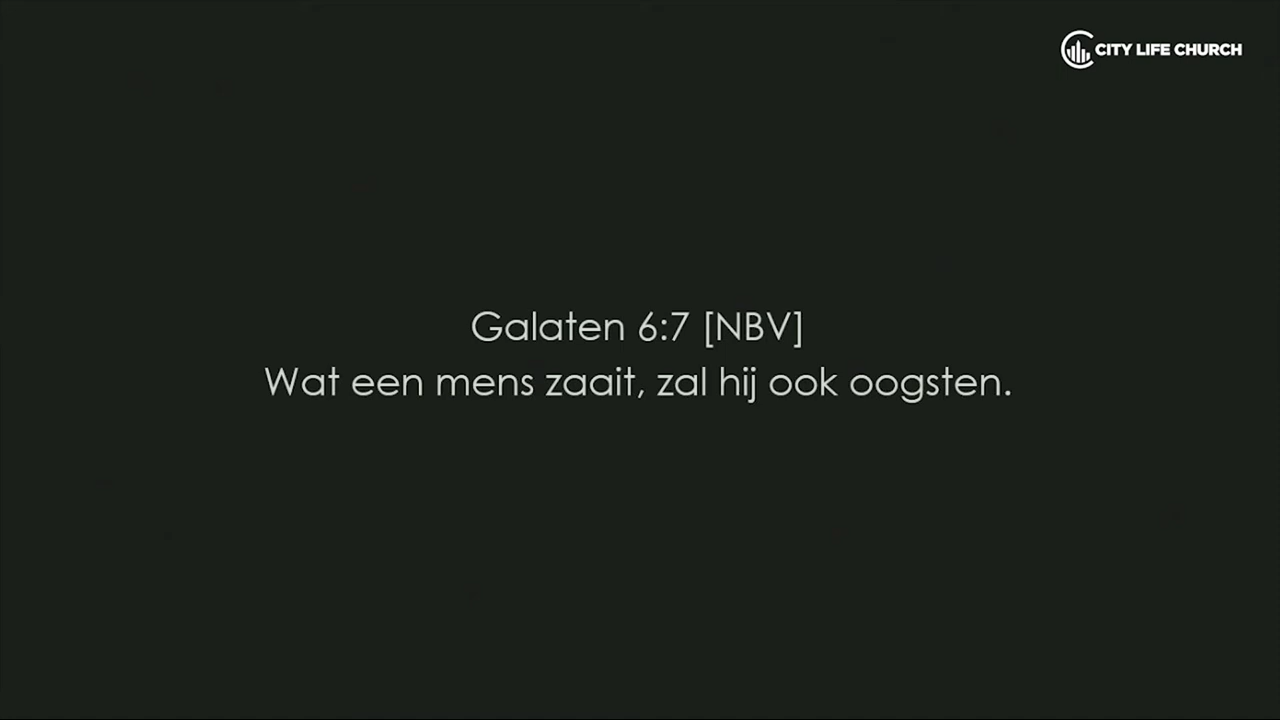 CITY LIFE CHURCH
Galaten 6:7 [NBV]
Wat een mens zaait, zal hij ook oogsten.